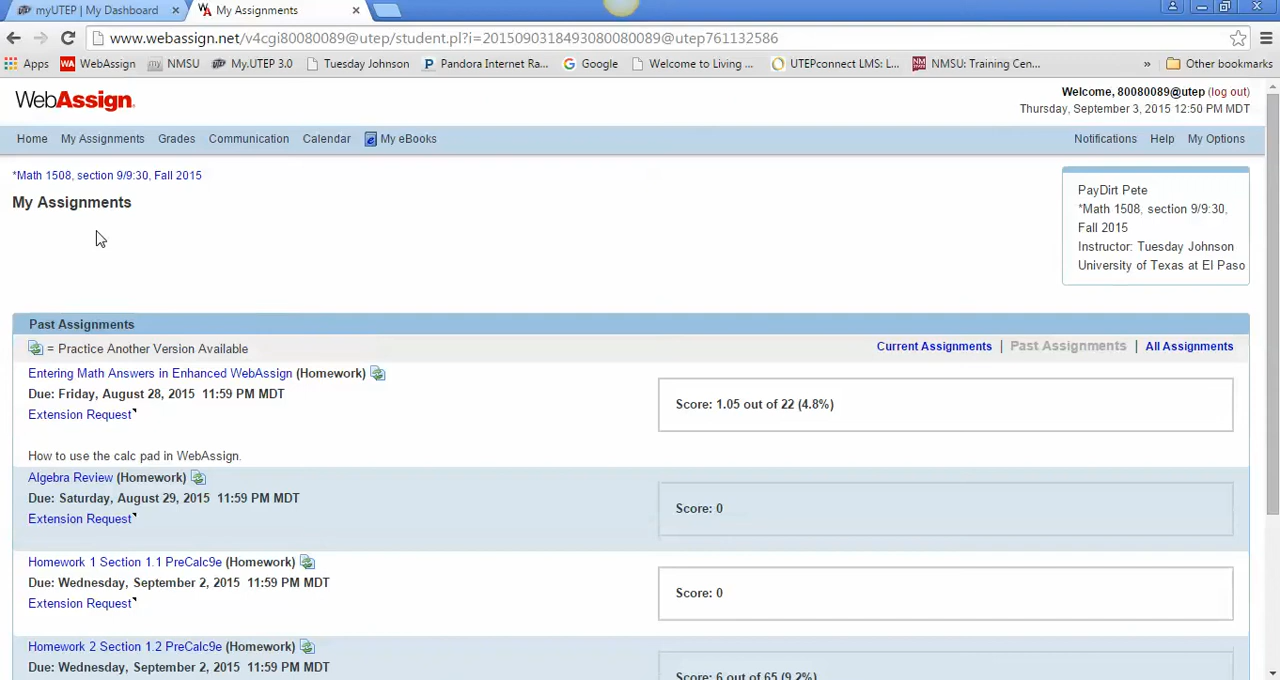 myUTEP | My Dashboard
My Assignments
www.webassign.net/v4cgi80080089@utep/student.pl?i=2015090318493080080089@utep761132586
Apps WebAssign NMSU My.UTEP 3.0 Tuesday Johnson Pandora Internet Ra... Google Welcome to Living ... UTEPconnect LMS: L... NMSU: Training Cen... » Other bookmarks
WebAssign.
Welcome, 80080089@utep (log out)
Thursday, September 3, 2015 12:50 PM MDT
Home My Assignments Grades Communication Calendar My eBooks Notifications Help My Options
*Math 1508, section 9/9:30, Fall 2015
My Assignments
PayDirt Pete
*Math 1508, section 9/9:30,
Fall 2015
Instructor: Tuesday Johnson
University of Texas at El Paso
Past Assignments
= Practice Another Version Available
Current Assignments | Past Assignments | All Assignments
Entering Math Answers in Enhanced WebAssign (Homework)
Due: Friday, August 28, 2015 11:59 PM MDT
Score: 1.05 out of 22 (4.8%)
Extension Request
How to use the calc pad in WebAssign.
Algebra Review (Homework)
Due: Saturday, August 29, 2015 11:59 PM MDT
Score: 0
Extension Request
Homework 1 Section 1.1 PreCalc9e (Homework)
Due: Wednesday, September 2, 2015 11:59 PM MDT
Score: 0
Extension Request
Homework 2 Section 1.2 PreCalc9e (Homework)
Due: Wednesday, September 2, 2015 11:59 PM MDT
Score: 6 out of 65 (9.2%)